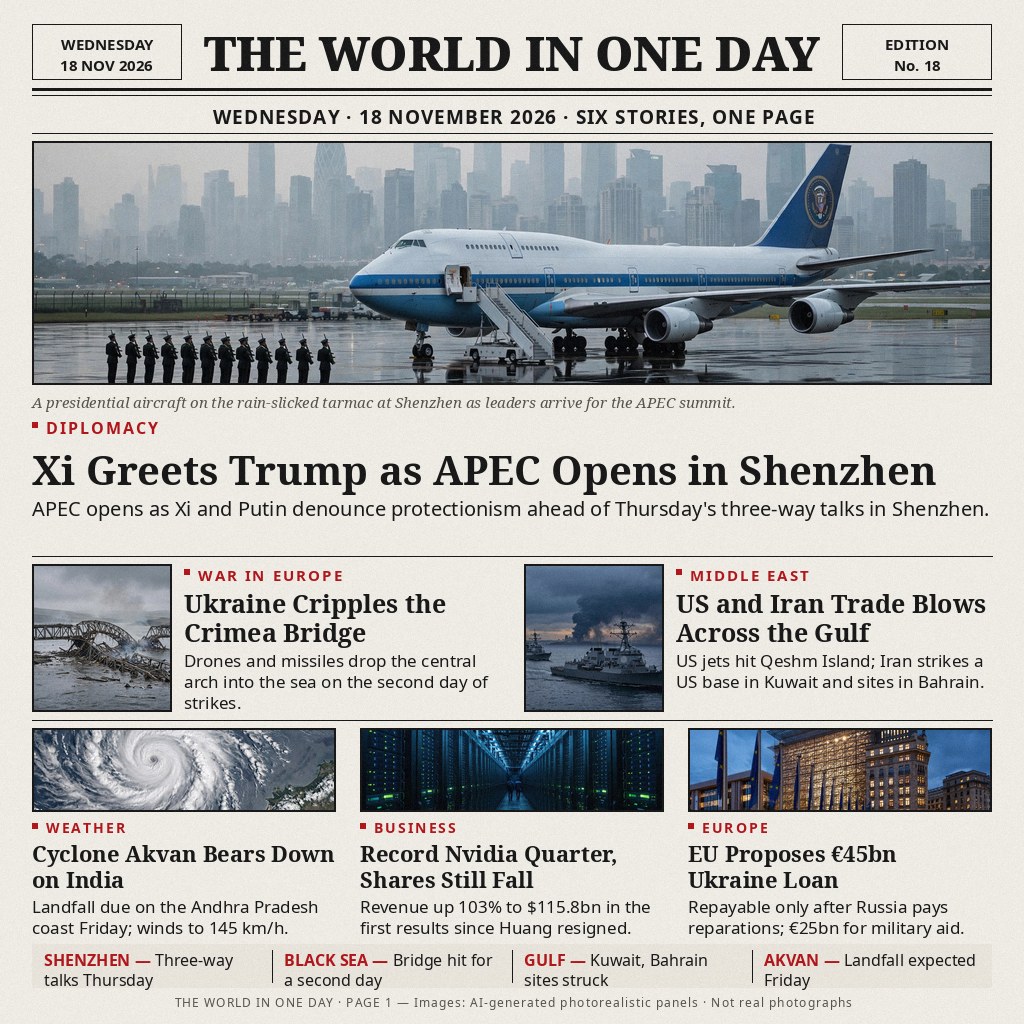 WEDNESDAY
18 NOV 2026
THE WORLD IN ONE DAY
EDITION
No. 18
WEDNESDAY · 18 NOVEMBER 2026 · SIX STORIES, ONE PAGE
A presidential aircraft on the rain-slicked tarmac at Shenzhen as leaders arrive for the APEC summit.
DIPLOMACY
Xi Greets Trump as APEC Opens in Shenzhen
APEC opens as Xi and Putin denounce protectionism ahead of Thursday's three-way talks in Shenzhen.
WAR IN EUROPE
Ukraine Cripples the
Crimea Bridge
Drones and missiles drop the central
arch into the sea on the second day of
strikes.
MIDDLE EAST
US and Iran Trade Blows
Across the Gulf
US jets hit Qeshm Island; Iran strikes a
US base in Kuwait and sites in Bahrain.
WEATHER
Cyclone Akvan Bears Down
on India
Landfall due on the Andhra Pradesh
coast Friday; winds to 145 km/h.
BUSINESS
Record Nvidia Quarter,
Shares Still Fall
Revenue up 103% to $115.8bn in the
first results since Huang resigned.
EUROPE
EU Proposes €45bn
Ukraine Loan
Repayable only after Russia pays
reparations; €25bn for military aid.
SHENZHEN — Three-way
talks Thursday
BLACK SEA — Bridge hit for
a second day
GULF — Kuwait, Bahrain
sites struck
AKVAN — Landfall expected
Friday
THE WORLD IN ONE DAY · PAGE 1 — Images: AI-generated photorealistic panels · Not real photographs